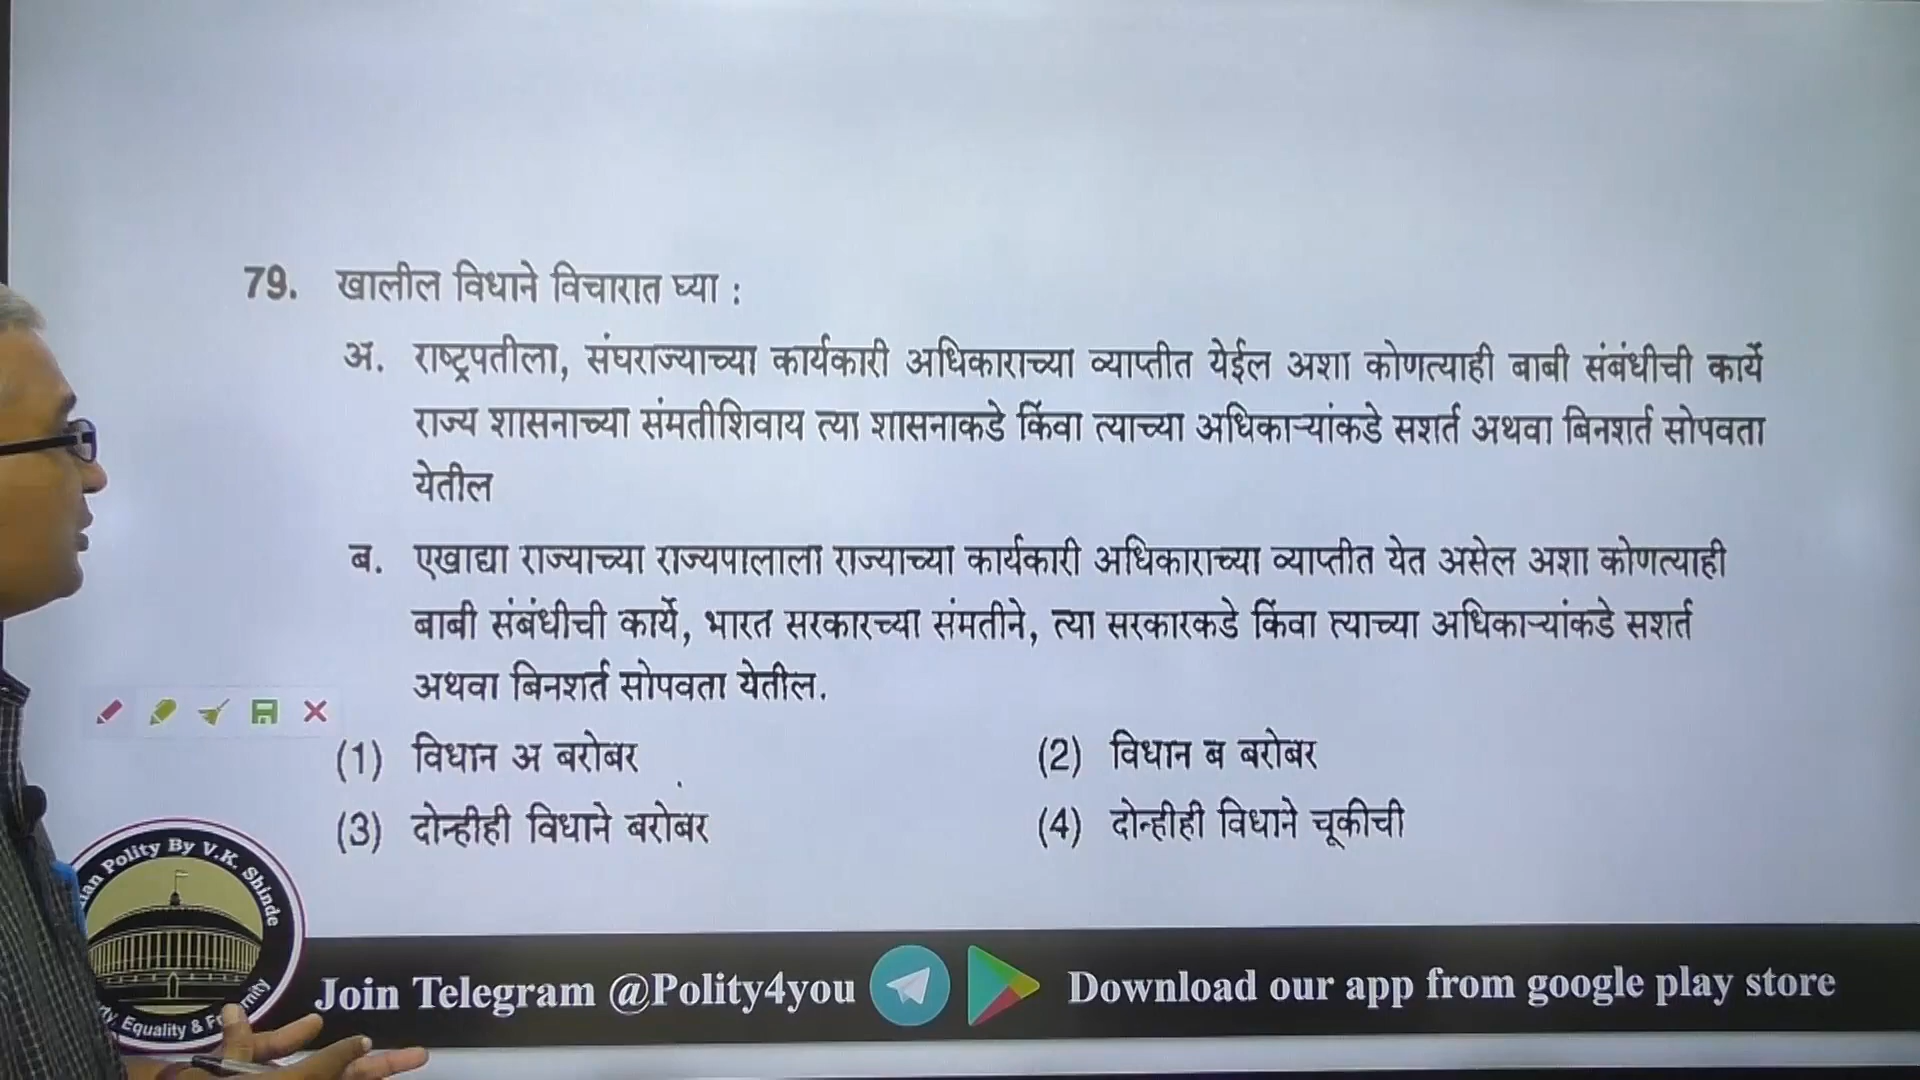 79. खालील विधाने विचारात घ्या :
अ. राष्ट्रपतीला, संघराज्याच्या कार्यकारी अधिकाराच्या व्याप्तीत येईल अशा कोणत्याही बाबी संबंधीची कार्ये
राज्य शासनाच्या संमतीशिवाय त्या शासनाकडे किंवा त्याच्या अधिकाऱ्यांकडे सशर्त अथवा बिनशर्त सोपवता
येतील
ब. एखाद्या राज्याच्या राज्यपालाला राज्याच्या कार्यकारी अधिकाराच्या व्याप्तीत येत असेल अशा कोणत्याही
बाबी संबंधीची कार्ये, भारत सरकारच्या संमतीने, त्या सरकारकडे किंवा त्याच्या अधिकाऱ्यांकडे सशर्त
अथवा बिनशर्त सोपवता येतील.
(1) विधान अ बरोबर (2) विधान ब बरोबर
(3) दोन्हीही विधाने बरोबर (4) दोन्हीही विधाने चूकीची
Polity By V.K. Shinde
Equality &
Join Telegram @Polity4you Download our app from google play store